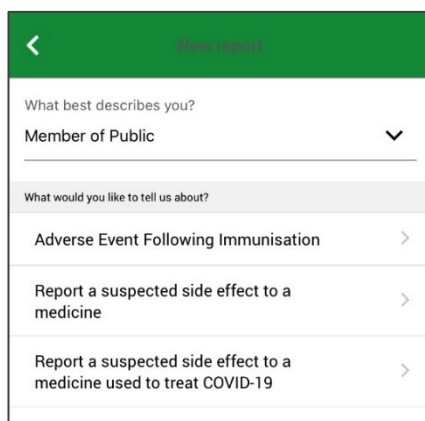 New report
What best describes you?
Member of Public
What would you like to tell us about?
Adverse Event Following Immunisation
Report a suspected side effect to a
medicine
Report a suspected side effect to a
medicine used to treat COVID-19